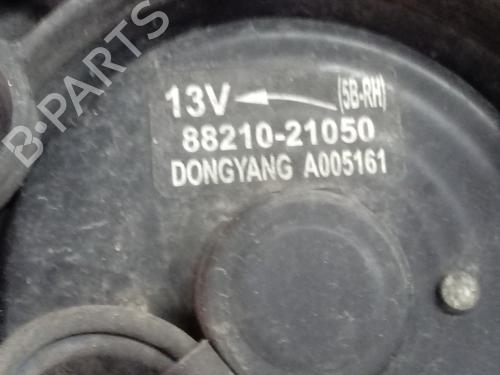 B-PARTS
13V (5B-RH)
88210-21050
DONGYANG A005161